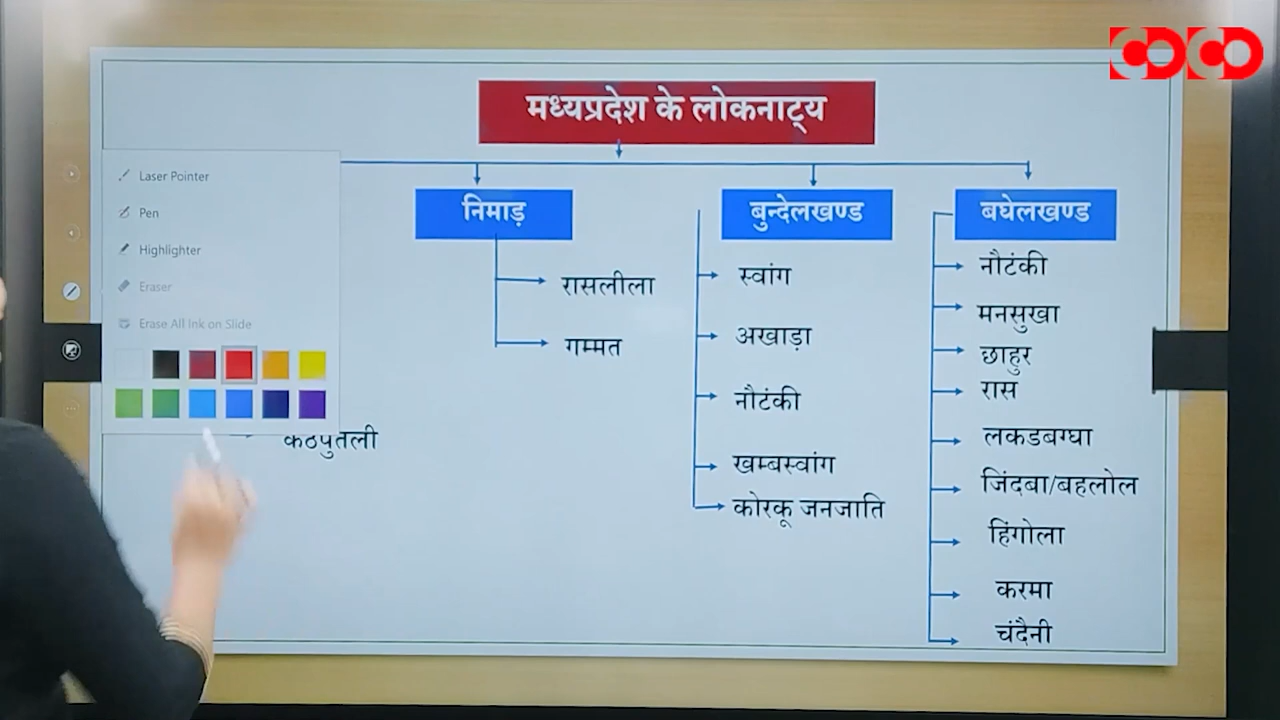 COCO
मध्यप्रदेश के लोकनाट्य
Laser Pointer
Pen
Highlighter
Eraser
Erase All Ink on Slide
कठपुतली
निमाड़
रासलीला
गम्मत
बुन्देलखण्ड
स्वांग
अखाड़ा
नौटंकी
खम्बस्वांग
कोरकू जनजाति
बघेलखण्ड
नौटंकी
मनसुखा
छाहुर
रास
लकडबग्घा
जिंदबा/बहलोल
हिंगोला
करमा
चंदैनी